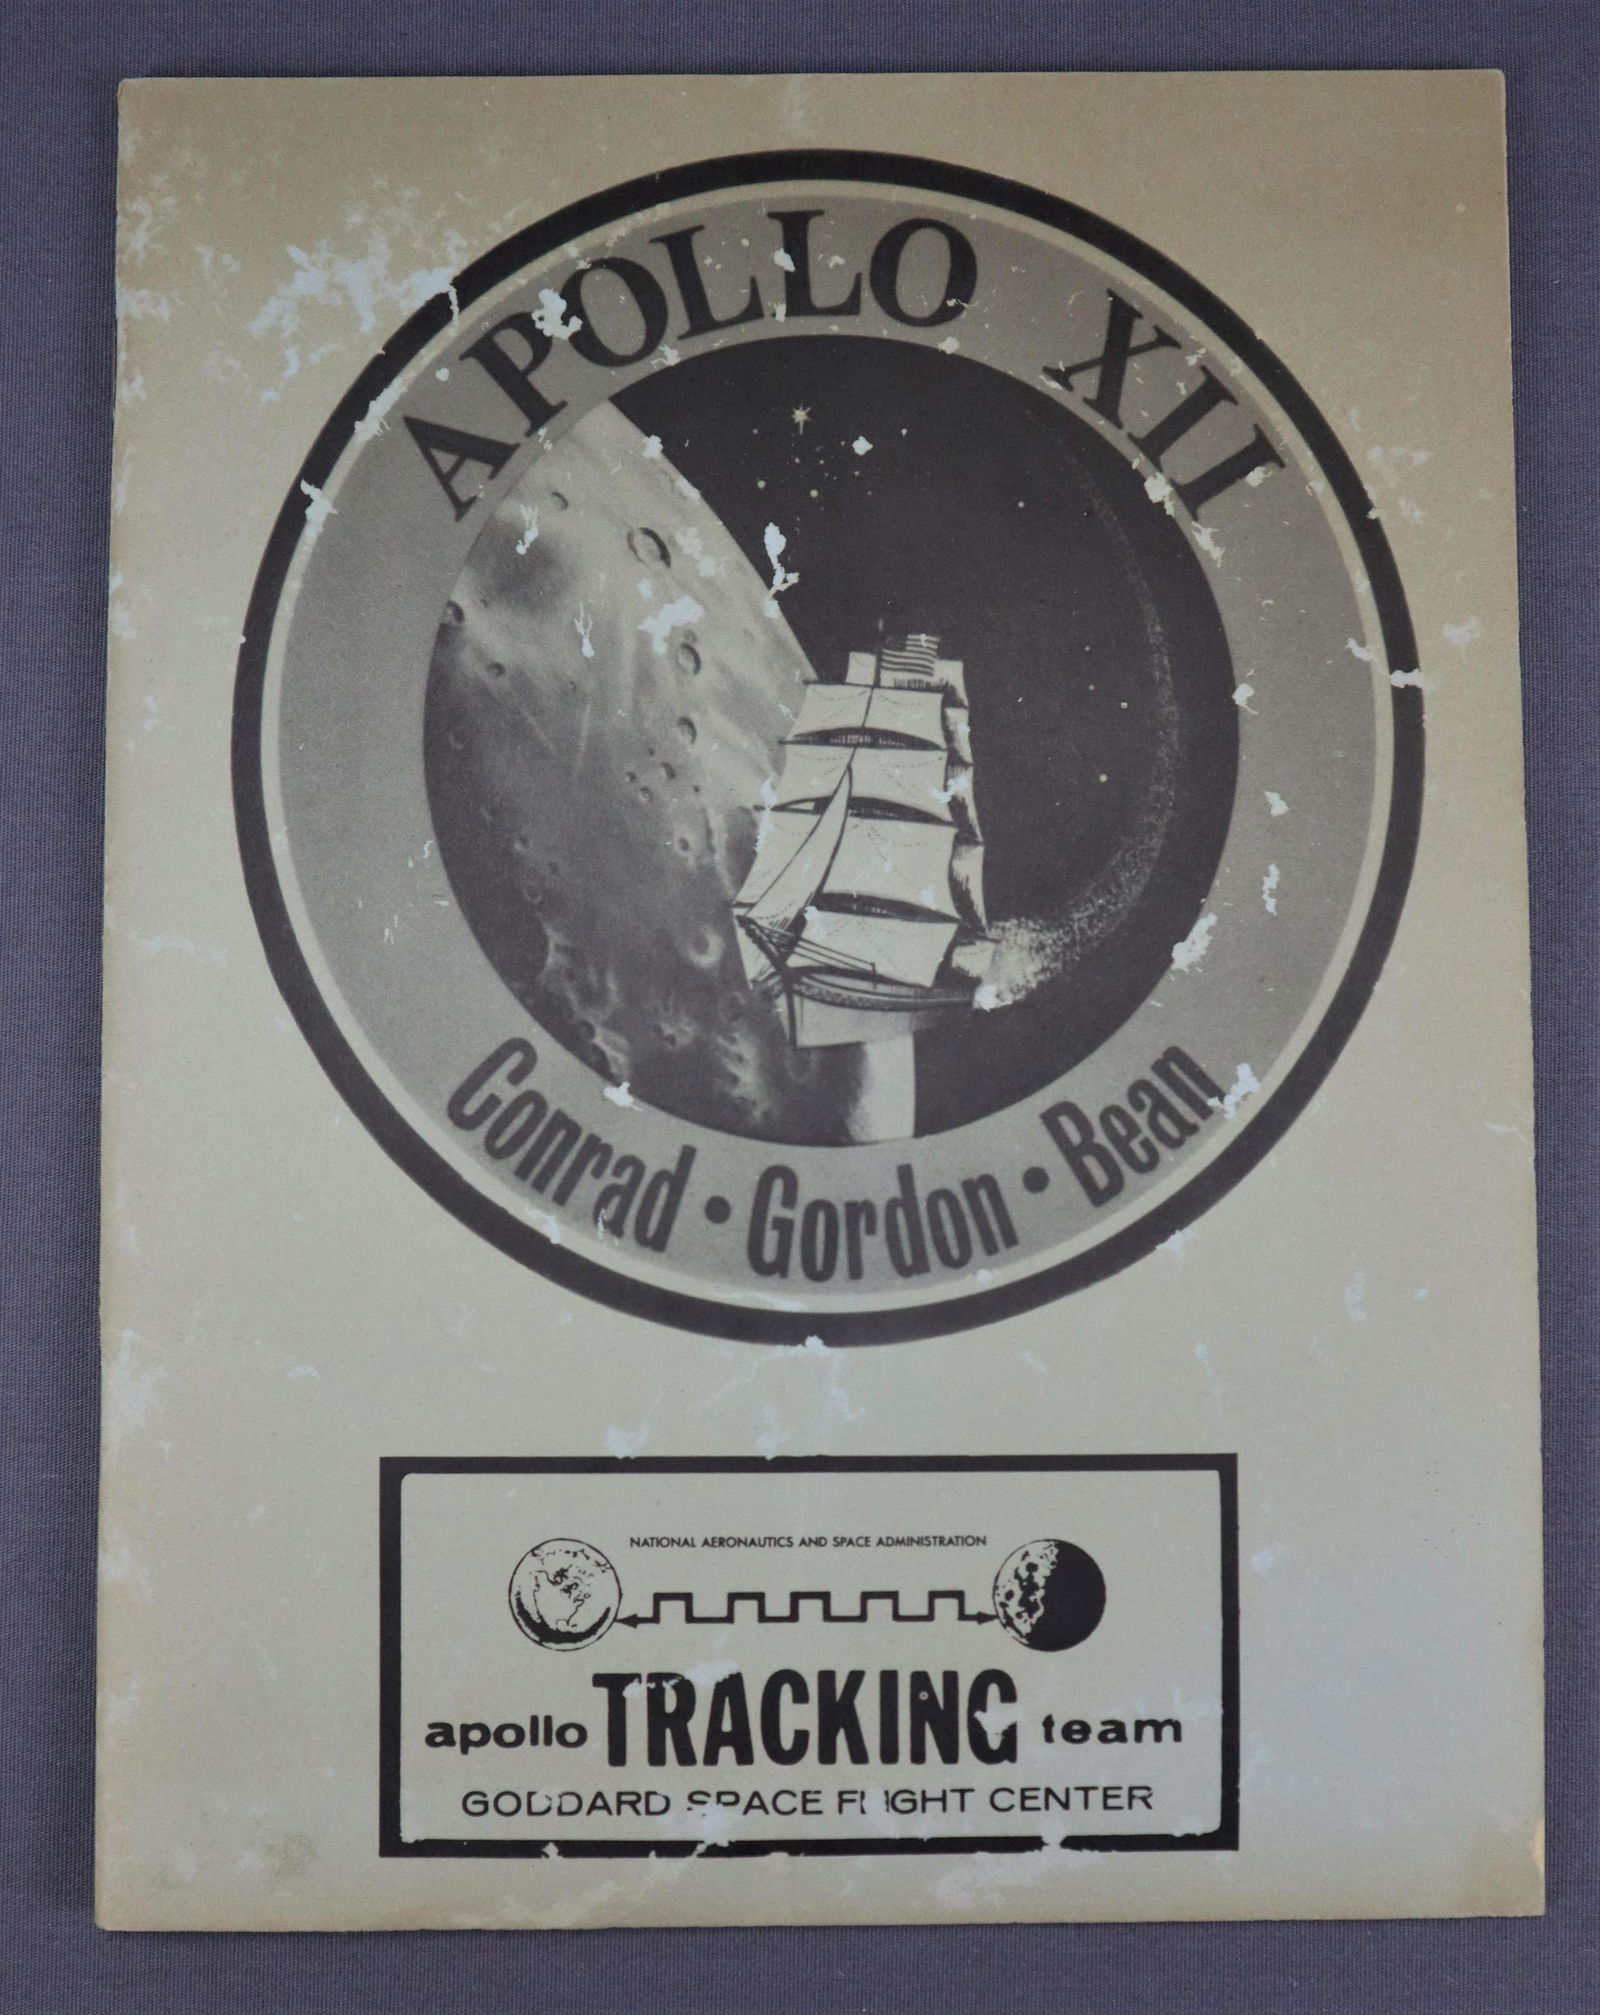 APOLLO XII
Conrad • Gordon • Bean
NATIONAL AERONAUTICS AND SPACE ADMINISTRATION
apollo TRACKING team
GODDARD SPACE FLIGHT CENTER